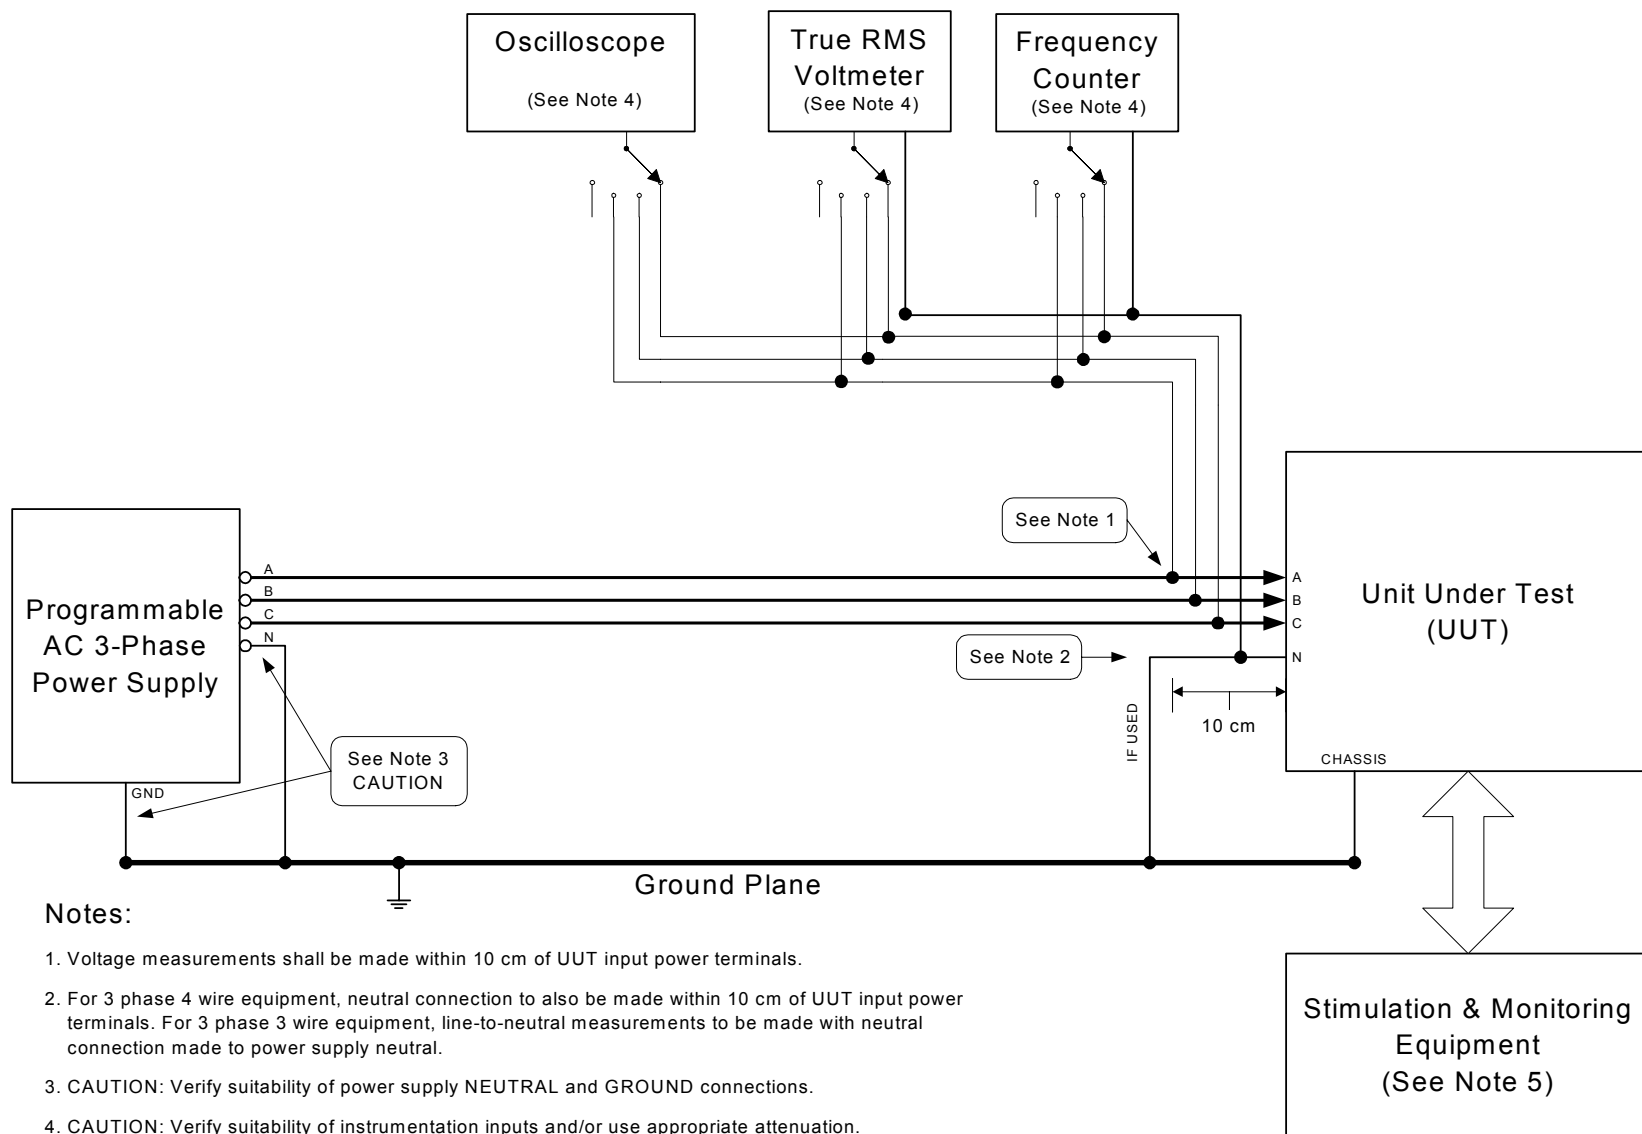 Oscilloscope
(See Note 4)
True RMS
Voltmeter
(See Note 4)
Frequency
Counter
(See Note 4)
See Note 1
Programmable
AC 3-Phase
Power Supply
A
B
C
N
GND
See Note 3
CAUTION
See Note 2
IF USED
10 cm
A
B
C
N
Unit Under Test
(UUT)
CHASSIS
Ground Plane
Stimulation & Monitoring
Equipment
(See Note 5)
Notes:
1. Voltage measurements shall be made within 10 cm of UUT input power terminals.
2. For 3 phase 4 wire equipment, neutral connection to also be made within 10 cm of UUT input power
terminals. For 3 phase 3 wire equipment, line-to-neutral measurements to be made with neutral
connection made to power supply neutral.
3. CAUTION: Verify suitability of power supply NEUTRAL and GROUND connections.
4. CAUTION: Verify suitability of instrumentation inputs and/or use appropriate attenuation.